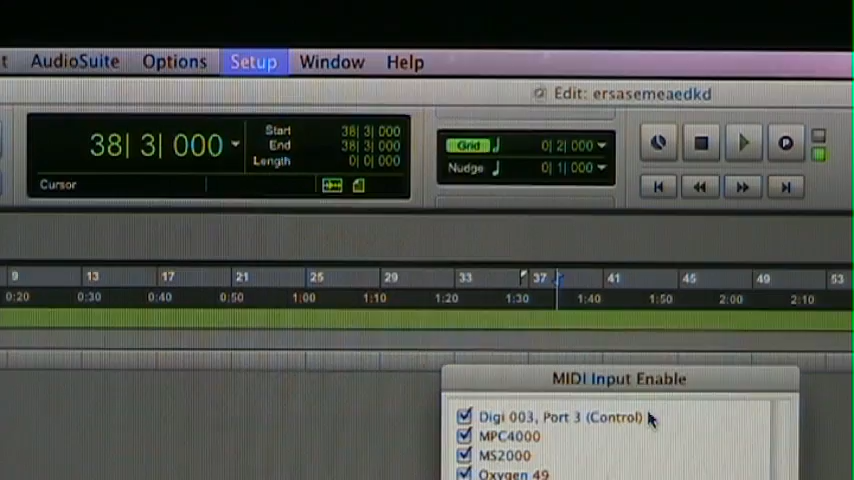 t AudioSuite Options Setup Window Help
Edit: ersasemeaedkd
38| 3| 000
Start 38| 3| 000
End 38| 3| 000
Length 0| 0| 000
Cursor
Grid 0| 2| 000
Nudge 0| 1| 000
9 13 17 21 25 29 33 37 41 45 49 53
0:20 0:30 0:40 0:50 1:00 1:10 1:20 1:30 1:40 1:50 2:00 2:10
MIDI Input Enable
Digi 003, Port 3 (Control)
MPC4000
MS2000
Oxygen 49